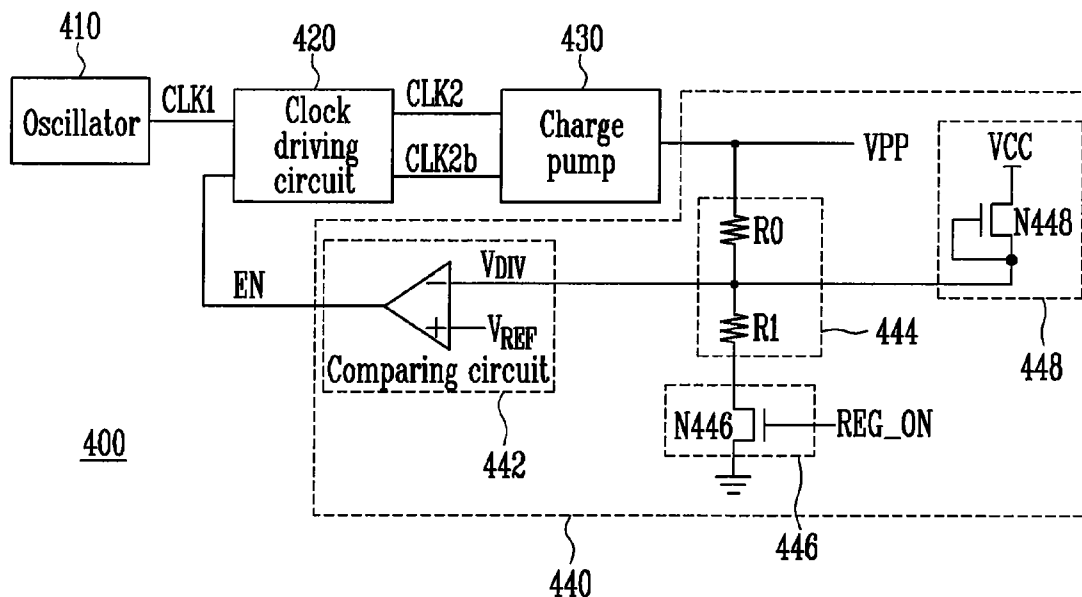 410
420
430
Oscillator
CLK1
Clock
driving
circuit
CLK2
CLK2b
Charge
pump
VPP
VCC
N448
R0
EN
VDIV
VREF
Comparing circuit
R1
444
448
N446
REG_ON
400
442
446
440